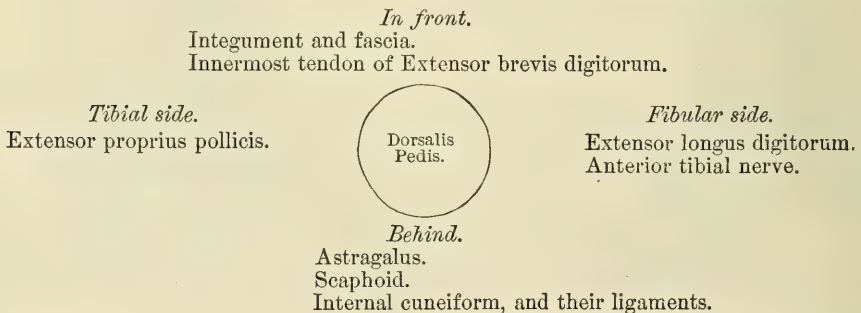 In front.
Integument and fascia.
Innermost tendon of Extensor brevis digitorum.
Tibial side.
Extensor proprius pollicis.
Dorsalis
Pedis.
Fibular side.
Extensor longus digitorum.
Anterior tibial nerve.
Behind.
Astragalus.
Scaphoid.
Internal cuneiform, and their ligaments.